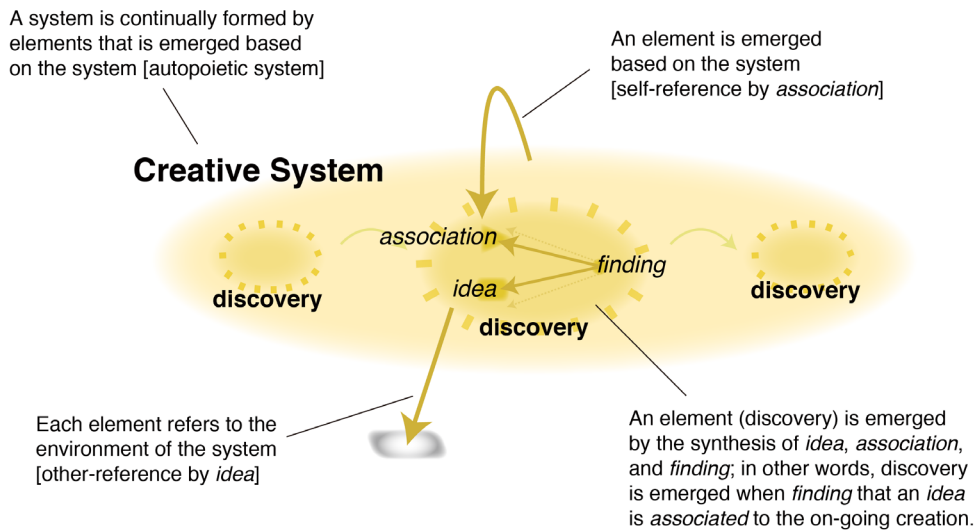 A system is continually formed by
elements that is emerged based
on the system [autopoietic system]
An element is emerged
based on the system
[self-reference by association]
Creative System
association
finding
idea
discovery
discovery
discovery
Each element refers to the
environment of the system
[other-reference by idea]
An element (discovery) is emerged
by the synthesis of idea, association,
and finding; in other words, discovery
is emerged when finding that an idea
is associated to the on-going creation.